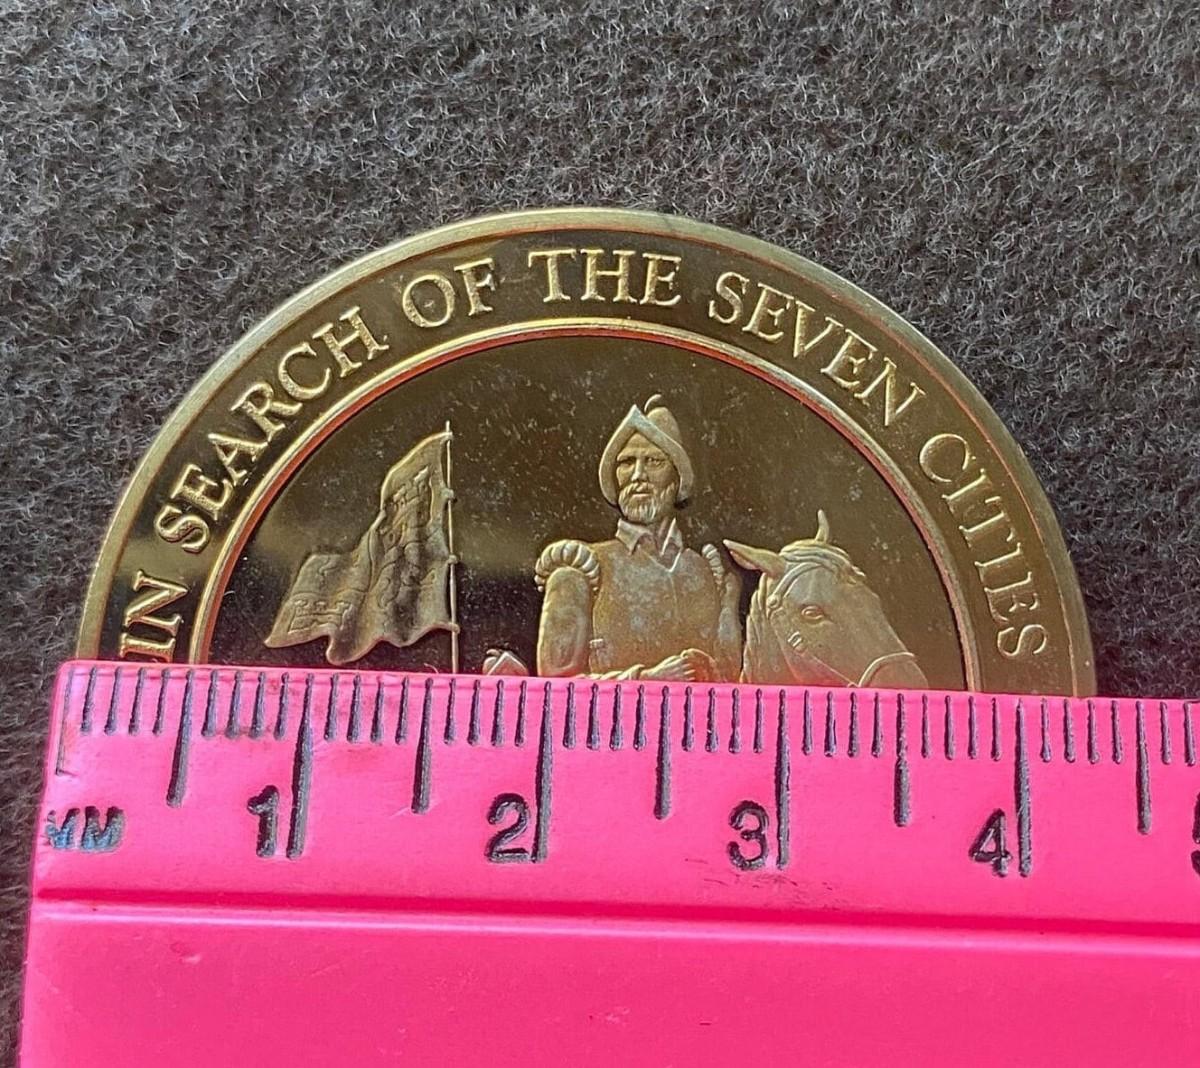 IN SEARCH OF THE SEVEN CITIES
1 2 3 4
MM